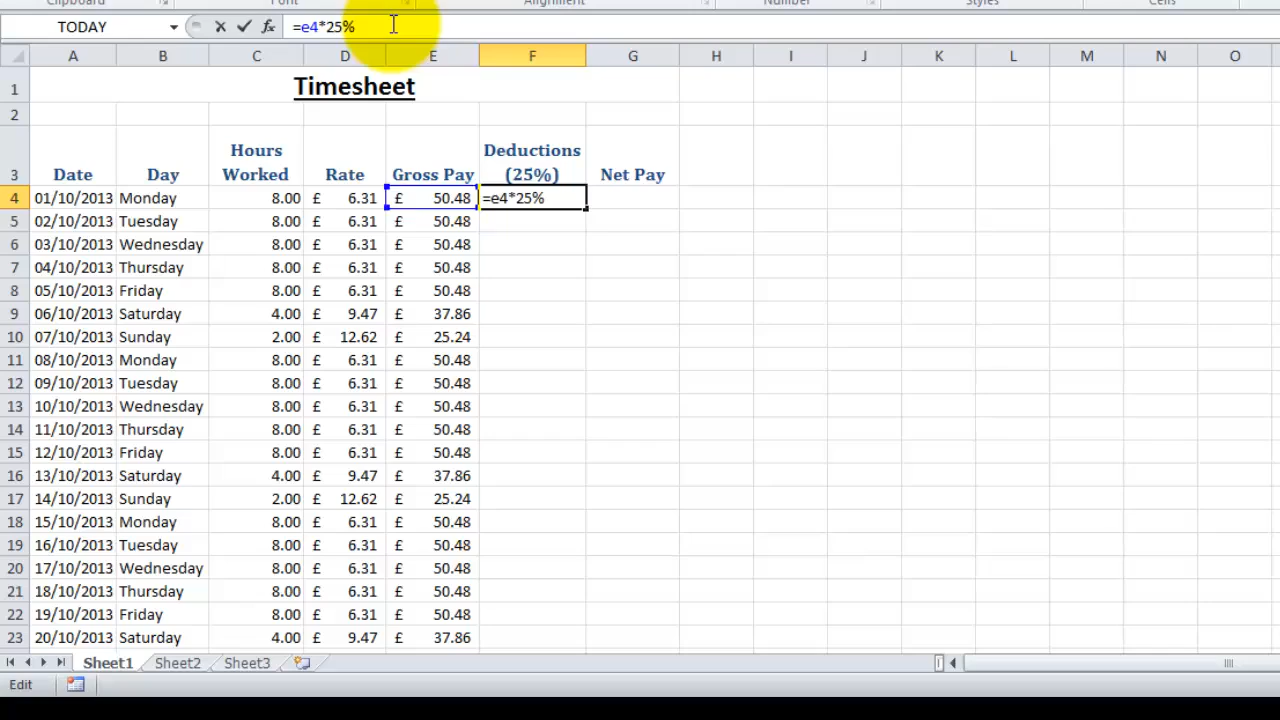 Clipboard Font Alignment Number Styles Cells
TODAY fx =e4*25%
A B C D E F G H I J K L M N O
1 Timesheet
2
Hours Deductions
3 Date Day Worked Rate Gross Pay (25%) Net Pay
4 01/10/2013 Monday 8.00 £ 6.31 £ 50.48 =e4*25%
5 02/10/2013 Tuesday 8.00 £ 6.31 £ 50.48
6 03/10/2013 Wednesday 8.00 £ 6.31 £ 50.48
7 04/10/2013 Thursday 8.00 £ 6.31 £ 50.48
8 05/10/2013 Friday 8.00 £ 6.31 £ 50.48
9 06/10/2013 Saturday 4.00 £ 9.47 £ 37.86
10 07/10/2013 Sunday 2.00 £ 12.62 £ 25.24
11 08/10/2013 Monday 8.00 £ 6.31 £ 50.48
12 09/10/2013 Tuesday 8.00 £ 6.31 £ 50.48
13 10/10/2013 Wednesday 8.00 £ 6.31 £ 50.48
14 11/10/2013 Thursday 8.00 £ 6.31 £ 50.48
15 12/10/2013 Friday 8.00 £ 6.31 £ 50.48
16 13/10/2013 Saturday 4.00 £ 9.47 £ 37.86
17 14/10/2013 Sunday 2.00 £ 12.62 £ 25.24
18 15/10/2013 Monday 8.00 £ 6.31 £ 50.48
19 16/10/2013 Tuesday 8.00 £ 6.31 £ 50.48
20 17/10/2013 Wednesday 8.00 £ 6.31 £ 50.48
21 18/10/2013 Thursday 8.00 £ 6.31 £ 50.48
22 19/10/2013 Friday 8.00 £ 6.31 £ 50.48
23 20/10/2013 Saturday 4.00 £ 9.47 £ 37.86
Sheet1 Sheet2 Sheet3
Edit